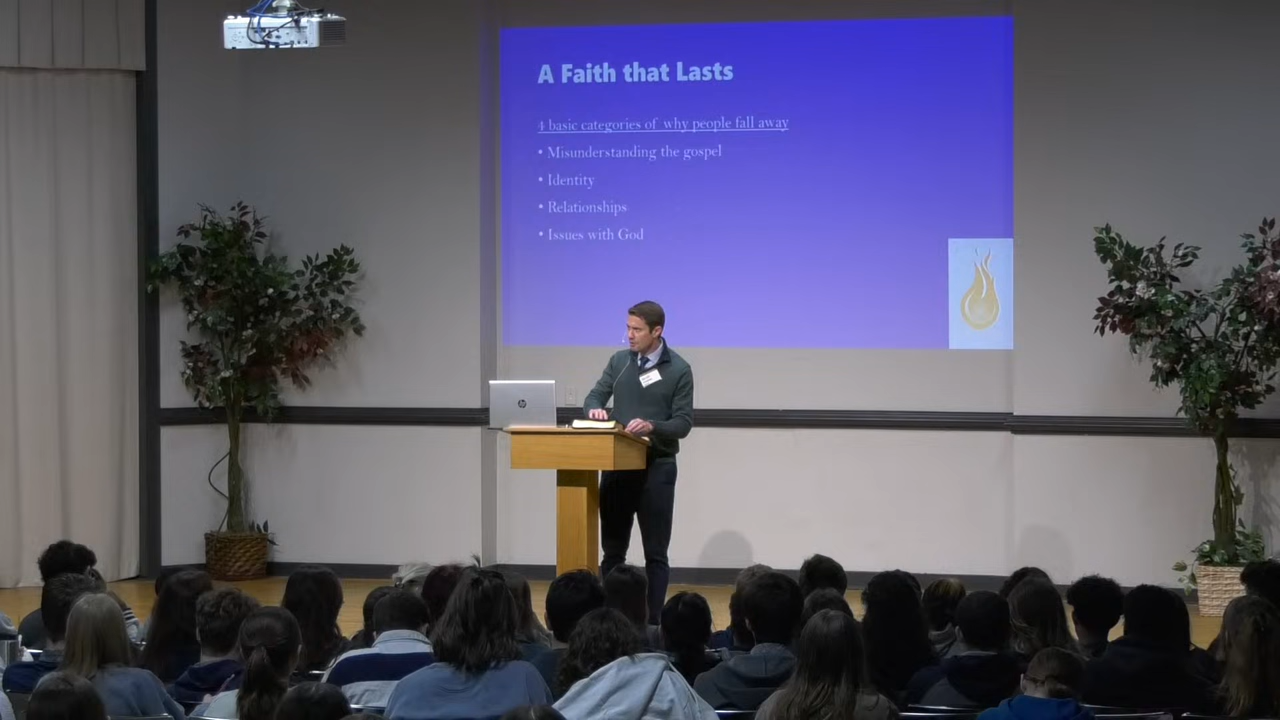 A Faith that Lasts
4 basic categories of why people fall away
• Misunderstanding the gospel
• Identity
• Relationships
• Issues with God
hp